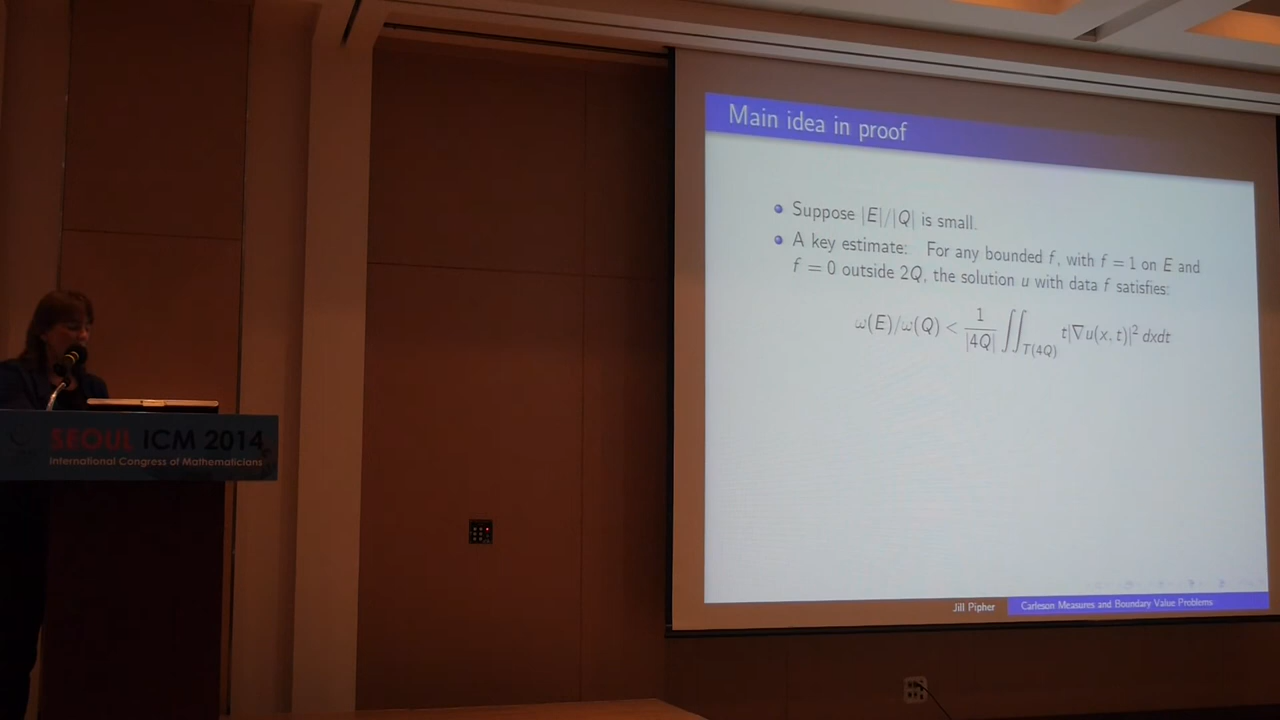 Main idea in proof
Suppose |E|/|Q| is small.
A key estimate: For any bounded f, with f = 1 on E and
f = 0 outside 2Q, the solution u with data f satisfies:
ω(E)/ω(Q) < 1/|4Q| ∬_{T(4Q)} t|∇u(x, t)|² dxdt
Jill Pipher
Carleson Measures and Boundary Value Problems
SEOUL ICM 2014
International Congress of Mathematicians